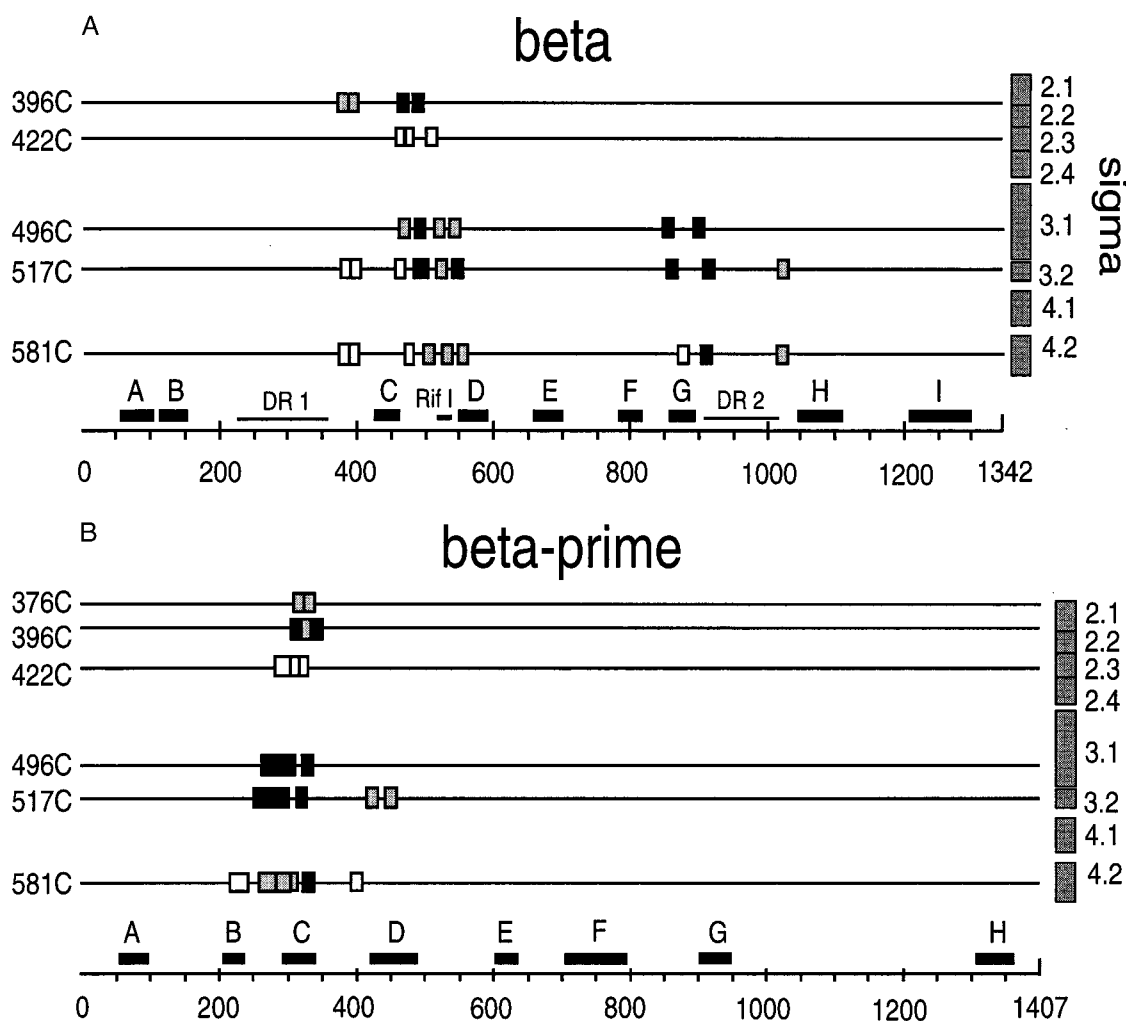 A
beta
396C
422C
496C
517C
581C
2.1
2.2
2.3
2.4
3.1
3.2
4.1
4.2
sigma
A B DR 1 C Rif I D E F G DR 2 H I
0 200 400 600 800 1000 1200 1342
B
beta-prime
376C
396C
422C
496C
517C
581C
2.1
2.2
2.3
2.4
3.1
3.2
4.1
4.2
A B C D E F G H
0 200 400 600 800 1000 1200 1407